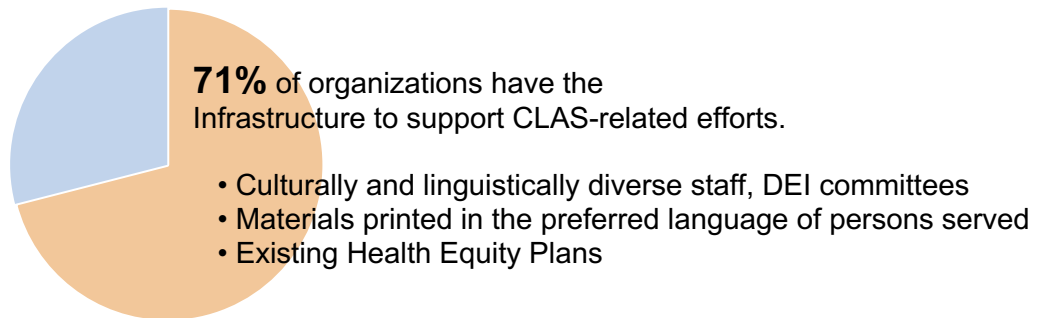 71% of organizations have the
Infrastructure to support CLAS-related efforts.
• Culturally and linguistically diverse staff, DEI committees
• Materials printed in the preferred language of persons served
• Existing Health Equity Plans